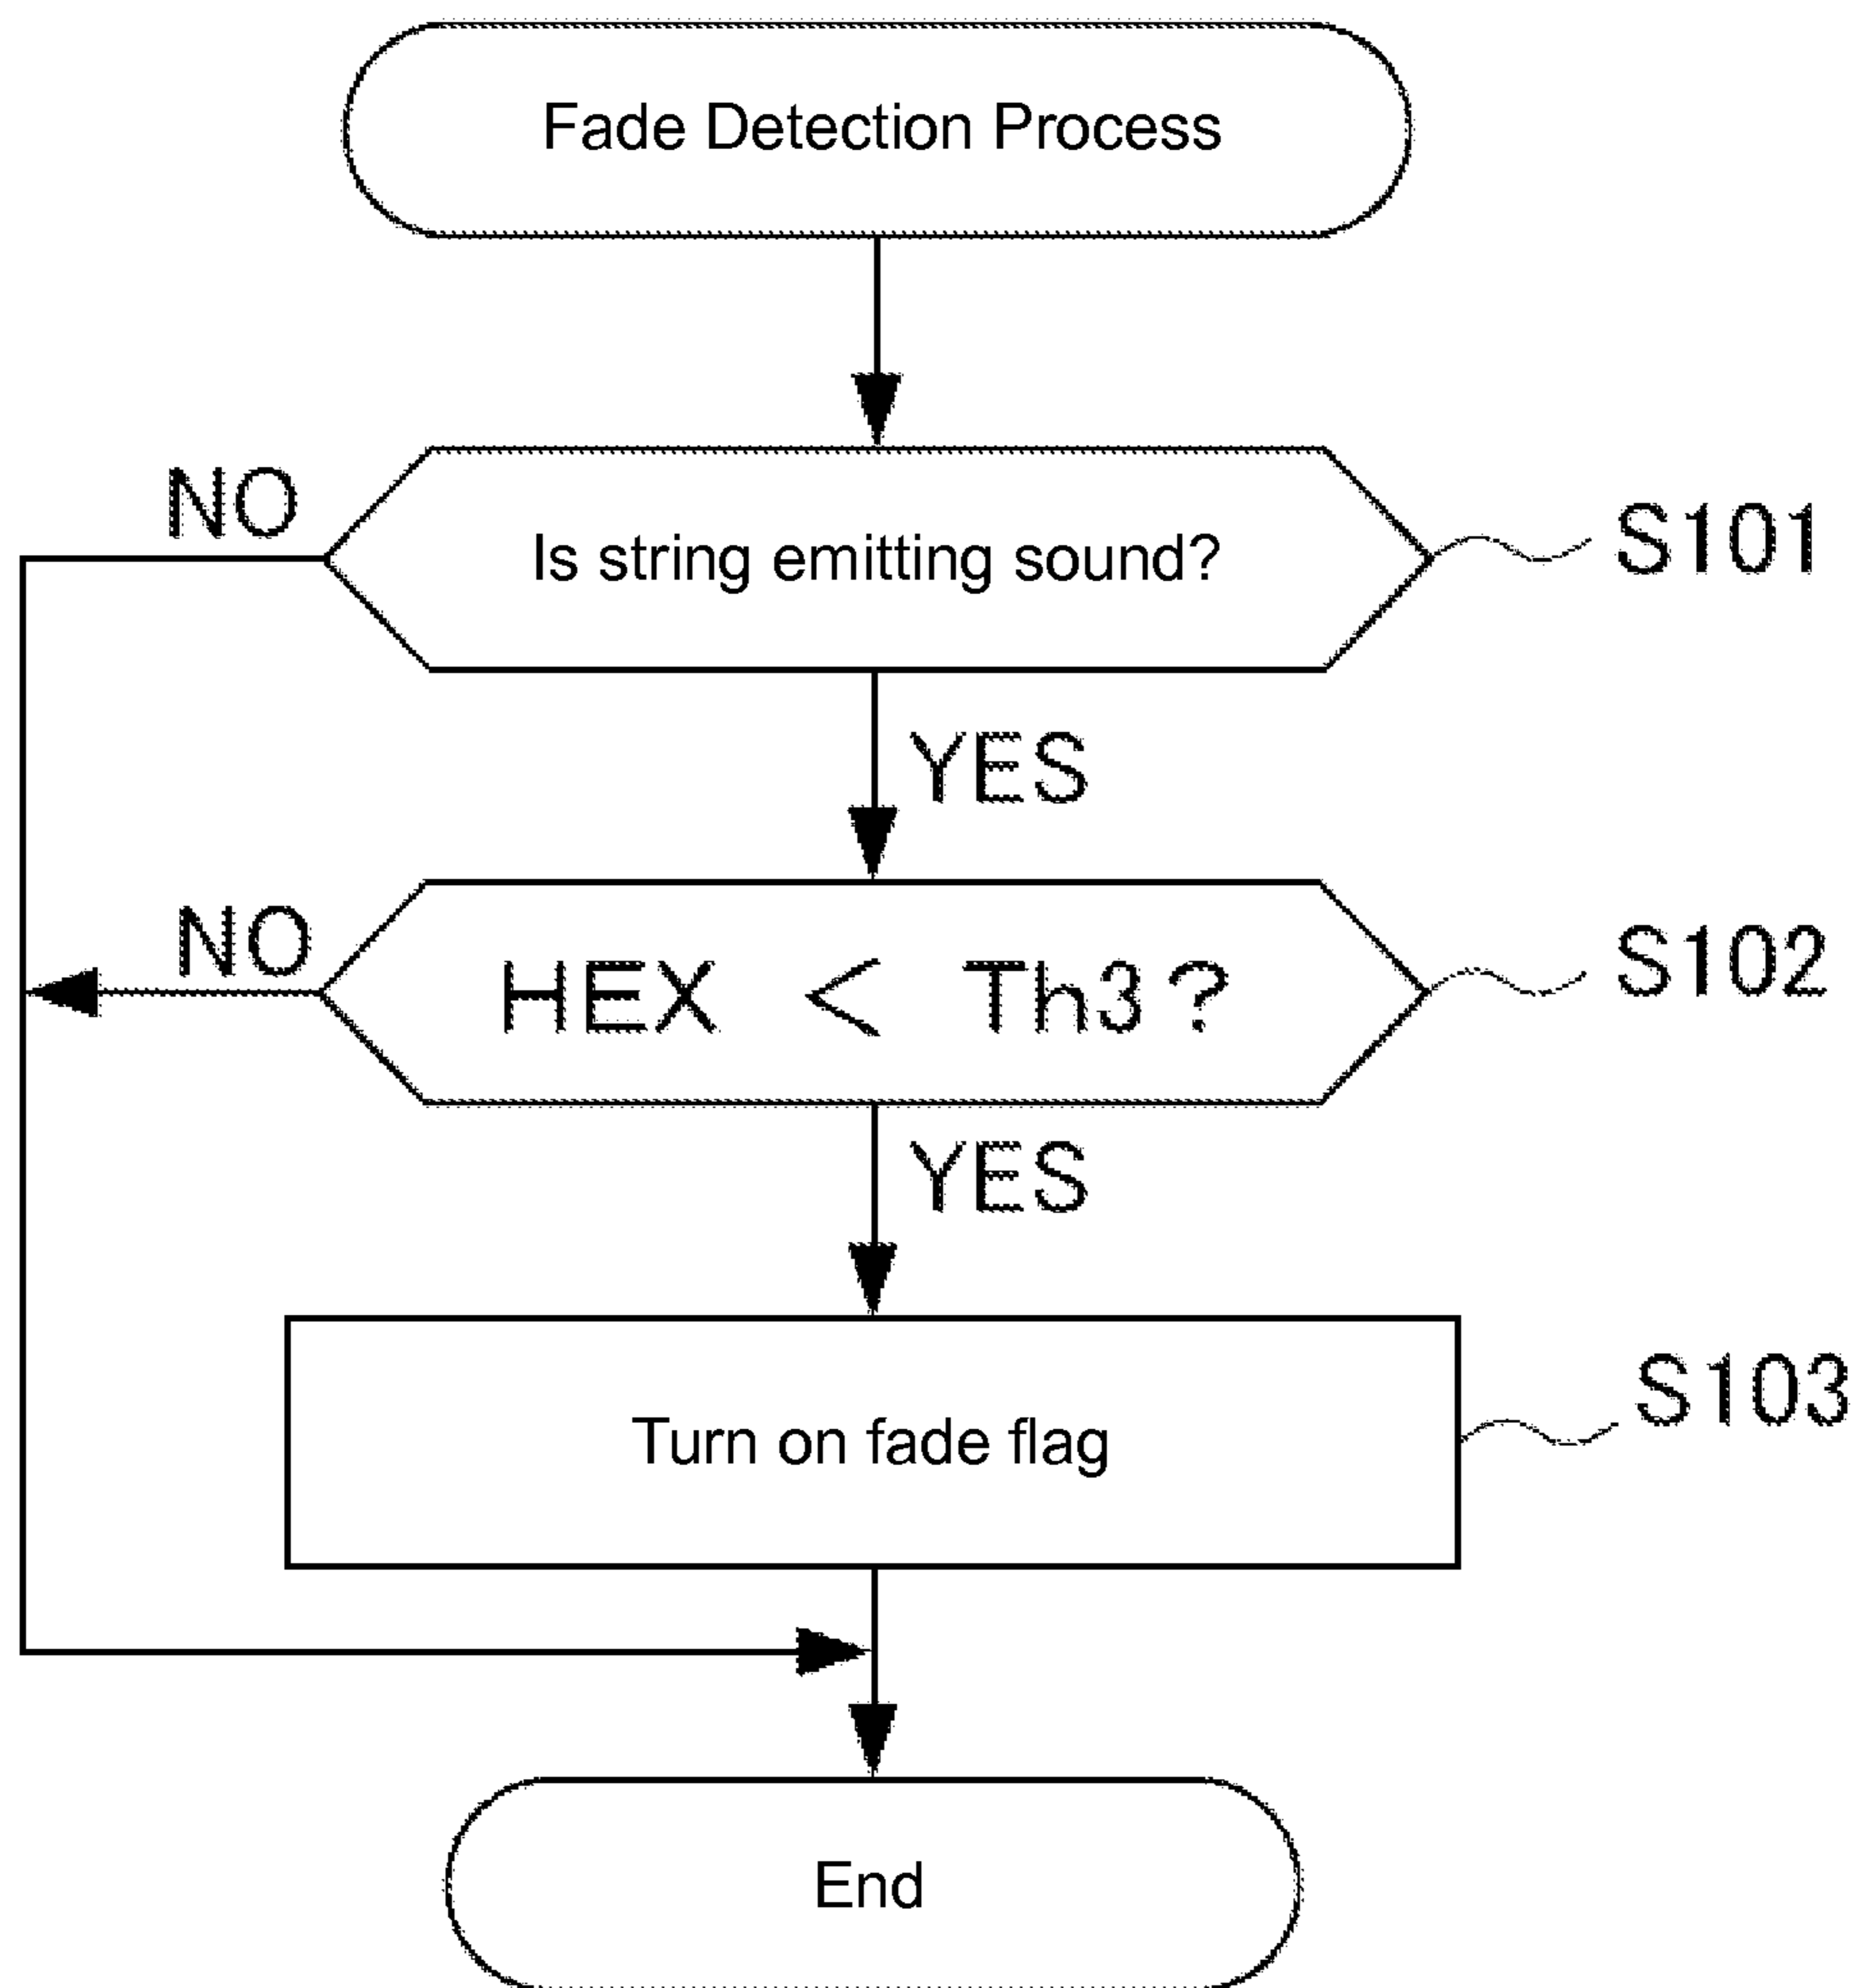 Fade Detection Process
NO
Is string emitting sound?
S101
YES
NO
HEX < Th3?
S102
YES
Turn on fade flag
S103
End